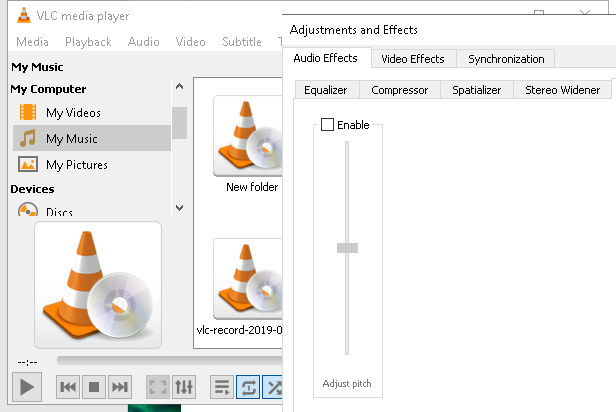 VLC media player
Media Playback Audio Video Subtitle
My Music
My Computer
My Videos
My Music
My Pictures
Devices
Discs
New folder
vlc-record-2019-0
--:--
Adjustments and Effects
Audio Effects Video Effects Synchronization
Equalizer Compressor Spatializer Stereo Widener
Enable
Adjust pitch